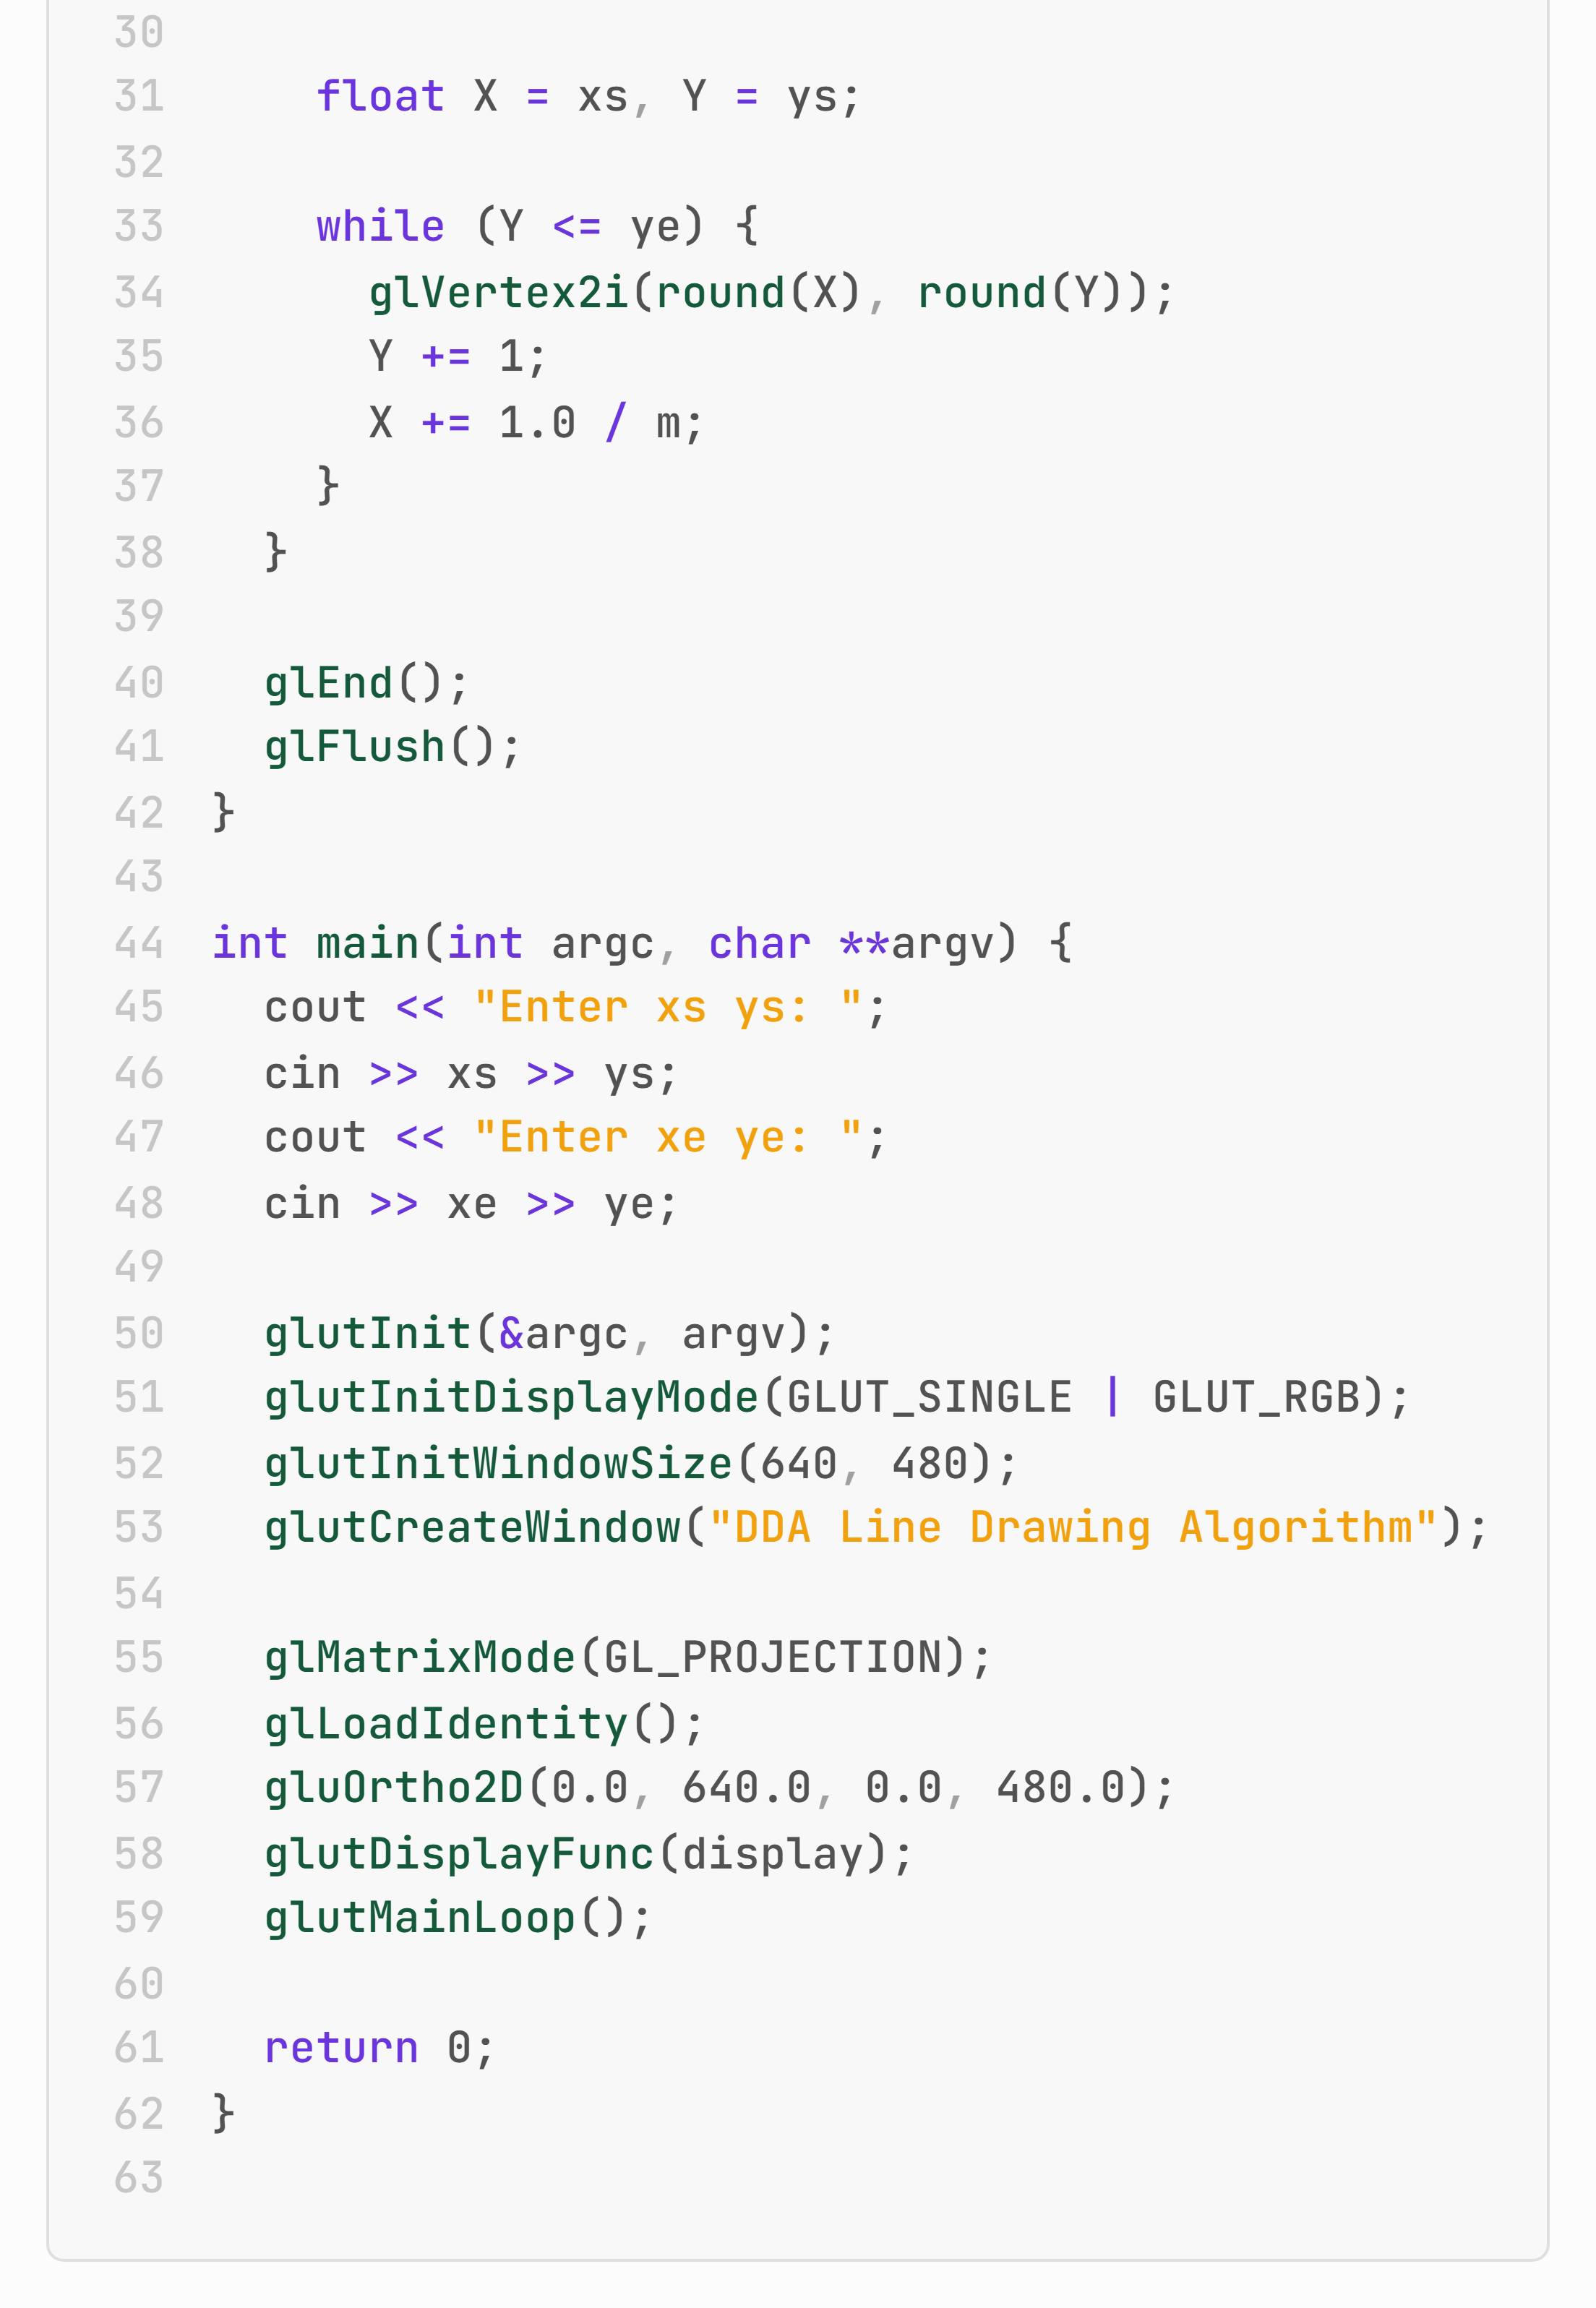 30
31 float X = xs, Y = ys;
32
33 while (Y <= ye) {
34 glVertex2i(round(X), round(Y));
35 Y += 1;
36 X += 1.0 / m;
37 }
38 }
39
40 glEnd();
41 glFlush();
42 }
43
44 int main(int argc, char **argv) {
45 cout << "Enter xs ys: ";
46 cin >> xs >> ys;
47 cout << "Enter xe ye: ";
48 cin >> xe >> ye;
49
50 glutInit(&argc, argv);
51 glutInitDisplayMode(GLUT_SINGLE | GLUT_RGB);
52 glutInitWindowSize(640, 480);
53 glutCreateWindow("DDA Line Drawing Algorithm");
54
55 glMatrixMode(GL_PROJECTION);
56 glLoadIdentity();
57 gluOrtho2D(0.0, 640.0, 0.0, 480.0);
58 glutDisplayFunc(display);
59 glutMainLoop();
60
61 return 0;
62 }
63